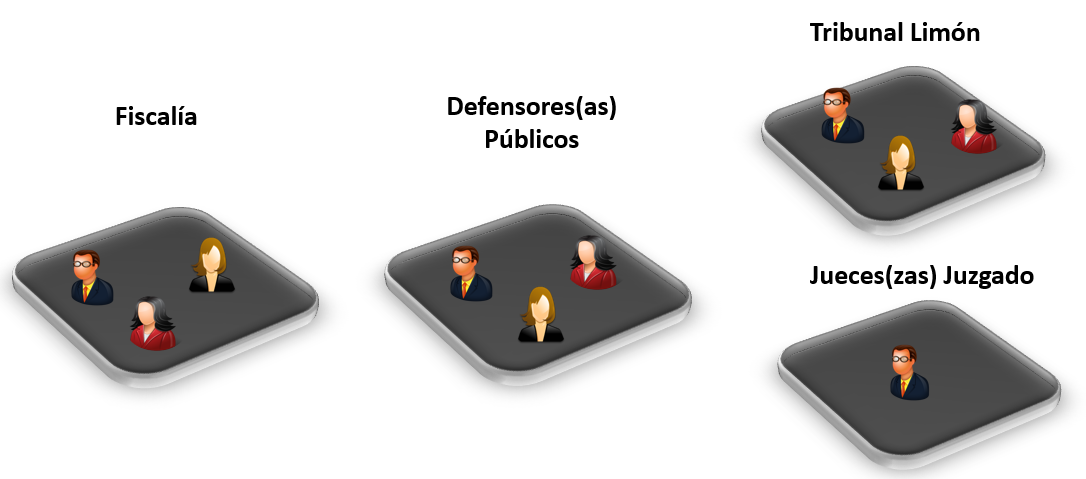 Fiscalía
Defensores(as)
Públicos
Tribunal Limón
Jueces(zas) Juzgado